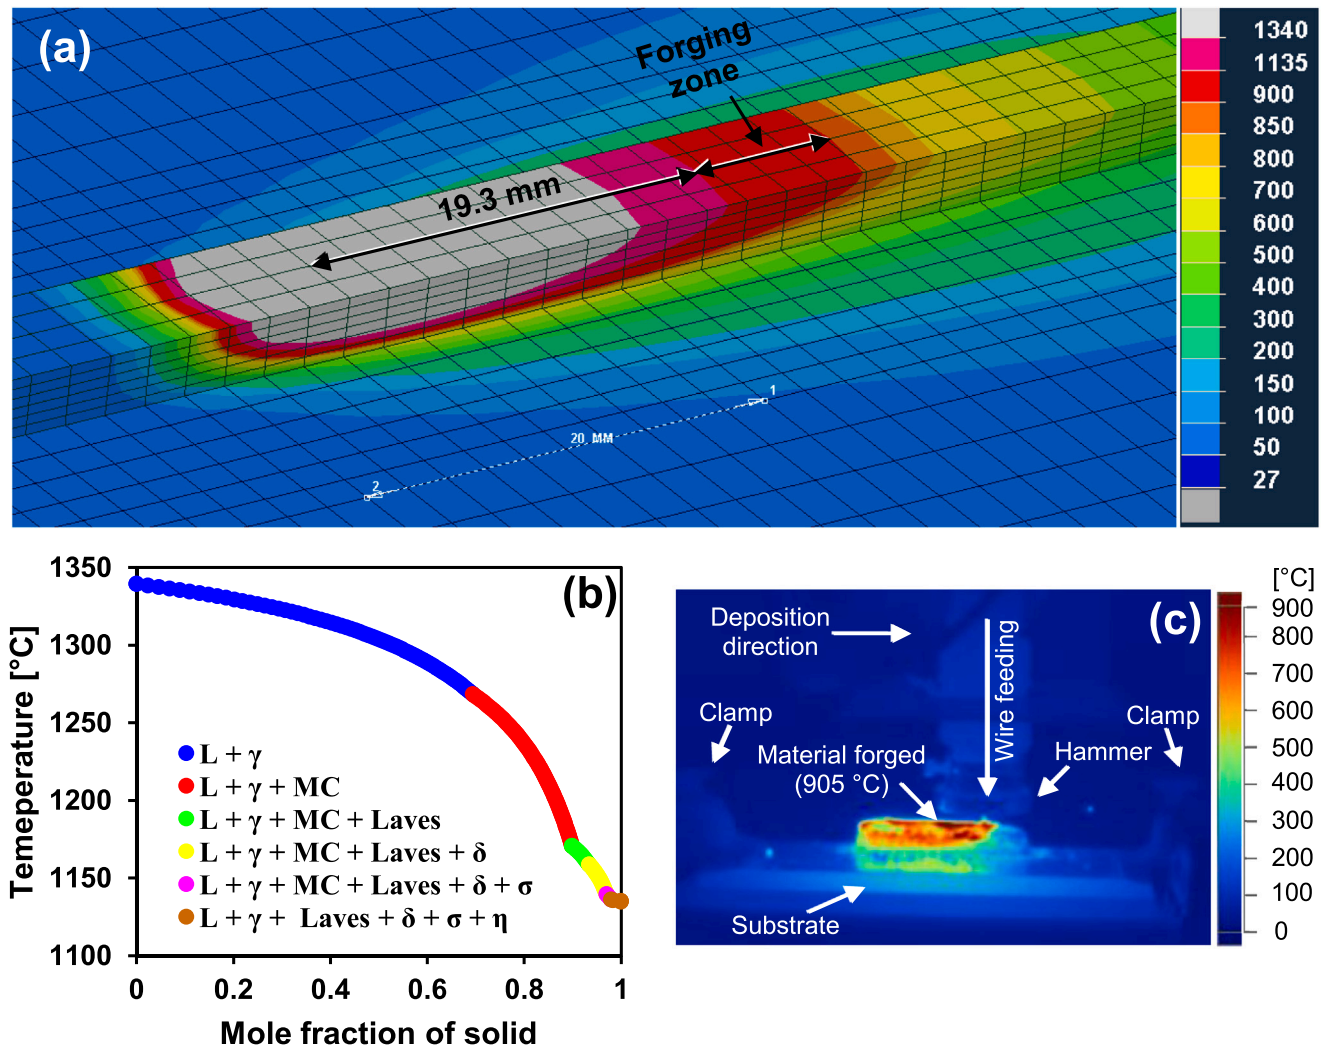 (a)
Forging
zone
19.3 mm
1
20 MM
2
1340
1135
900
850
800
700
600
500
400
300
200
150
100
50
27
(b)
1350
1300
1250
1200
1150
1100
Temeperature [°C]
L + γ
L + γ + MC
L + γ + MC + Laves
L + γ + MC + Laves + δ
L + γ + MC + Laves + δ + σ
L + γ + Laves + δ + σ + η
0 0.2 0.4 0.6 0.8 1
Mole fraction of solid
(c)
Deposition
direction
Wire feeding
Clamp
Clamp
Hammer
Material forged
(905 °C)
Substrate
[°C]
900
800
700
600
500
400
300
200
100
0